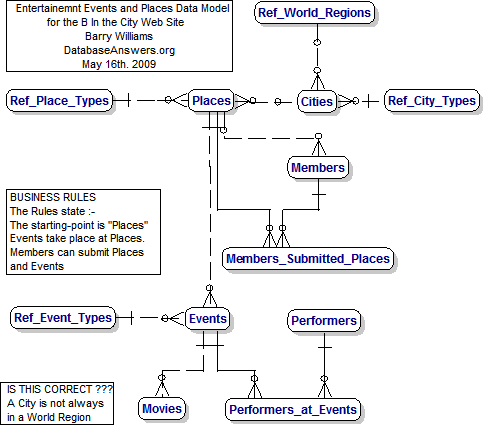 Entertainemnt Events and Places Data Model
for the B In the City Web Site
Barry Williams
DatabaseAnswers.org
May 16th. 2009
Ref_World_Regions
Ref_Place_Types
Places
Cities
Ref_City_Types
Members
BUSINESS RULES
The Rules state :-
The starting-point is "Places"
Events take place at Places.
Members can submit Places
and Events
Members_Submitted_Places
Ref_Event_Types
Events
Performers
IS THIS CORRECT ???
A City is not always
in a World Region
Movies
Performers_at_Events